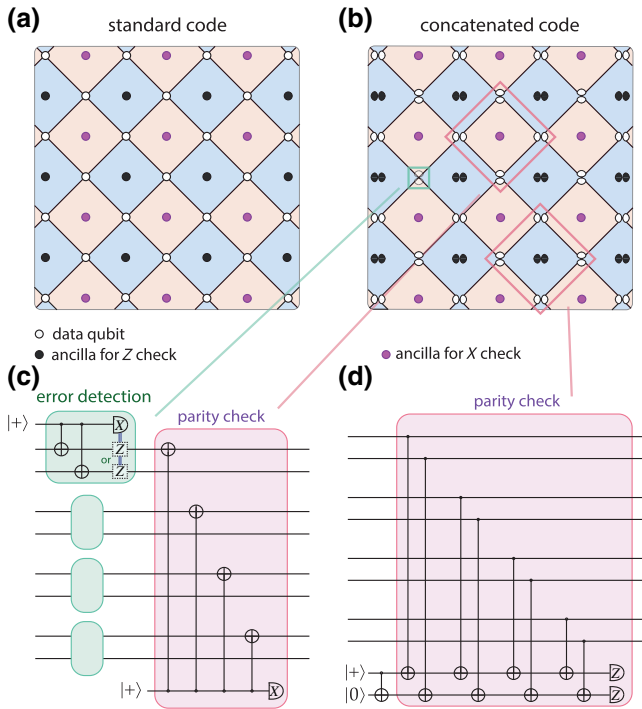 (a) standard code
(b) concatenated code
data qubit
ancilla for Z check
ancilla for X check
(c)
error detection
|+⟩
X
Z
or
Z
parity check
|+⟩
X
(d)
parity check
|+⟩
Z
|0⟩
Z